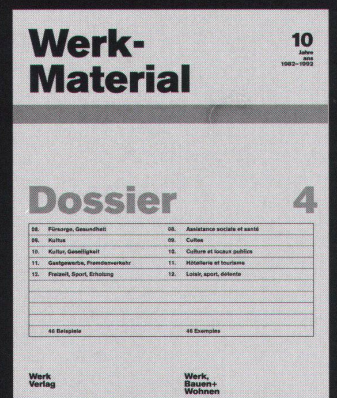 Werk-
Material
10
Jahre
ans
1982–1992
Dossier 4
08. Fürsorge, Gesundheit 08. Assistance sociale et santé
09. Kultus 09. Cultes
10. Kultur, Geselligkeit 10. Culture et locaux publics
11. Gastgewerbe, Fremdenverkehr 11. Hôtellerie et tourisme
12. Freizeit, Sport, Erholung 12. Loisir, sport, détente
46 Beispiele 46 Examples
Werk
Verlag
Werk,
Bauen+
Wohnen